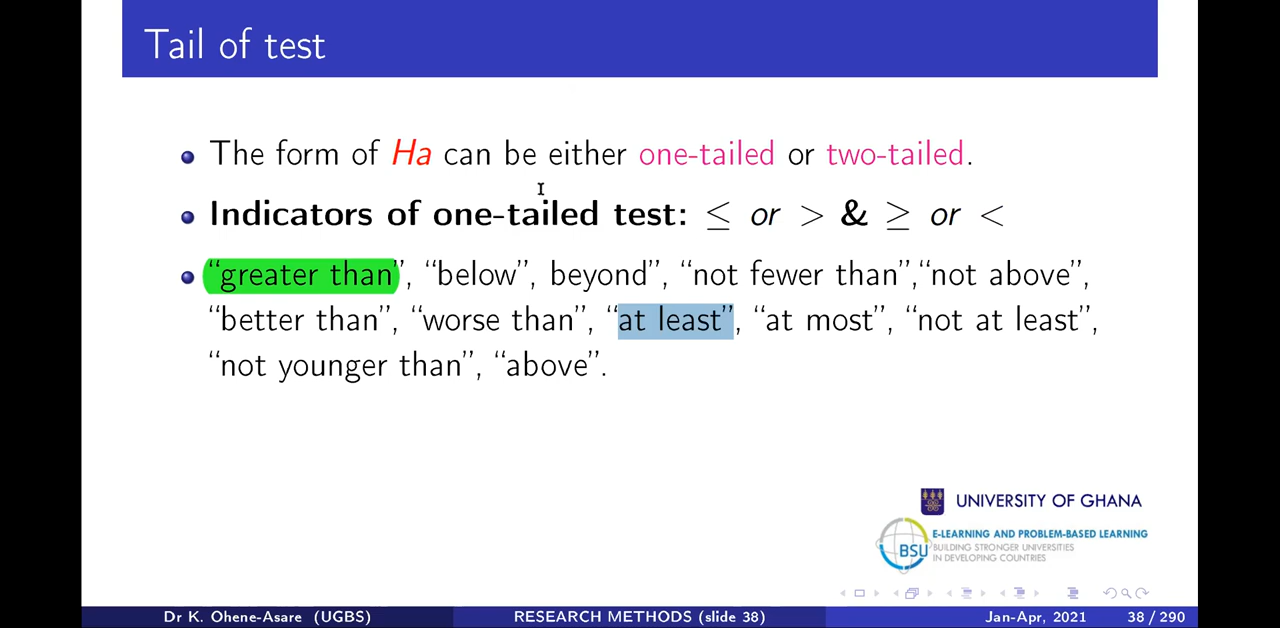 Tail of test
The form of Ha can be either one-tailed or two-tailed.
Indicators of one-tailed test: ≤ or > & ≥ or <
“greater than”, “below”, beyond”, “not fewer than”,“not above”,
“better than”, “worse than”, “at least”, “at most”, “not at least”,
“not younger than”, “above”.
UNIVERSITY OF GHANA
E-LEARNING AND PROBLEM-BASED LEARNING
BSU BUILDING STRONGER UNIVERSITIES
IN DEVELOPING COUNTRIES
Dr K. Ohene-Asare (UGBS) RESEARCH METHODS (slide 38) Jan-Apr, 2021 38 / 290